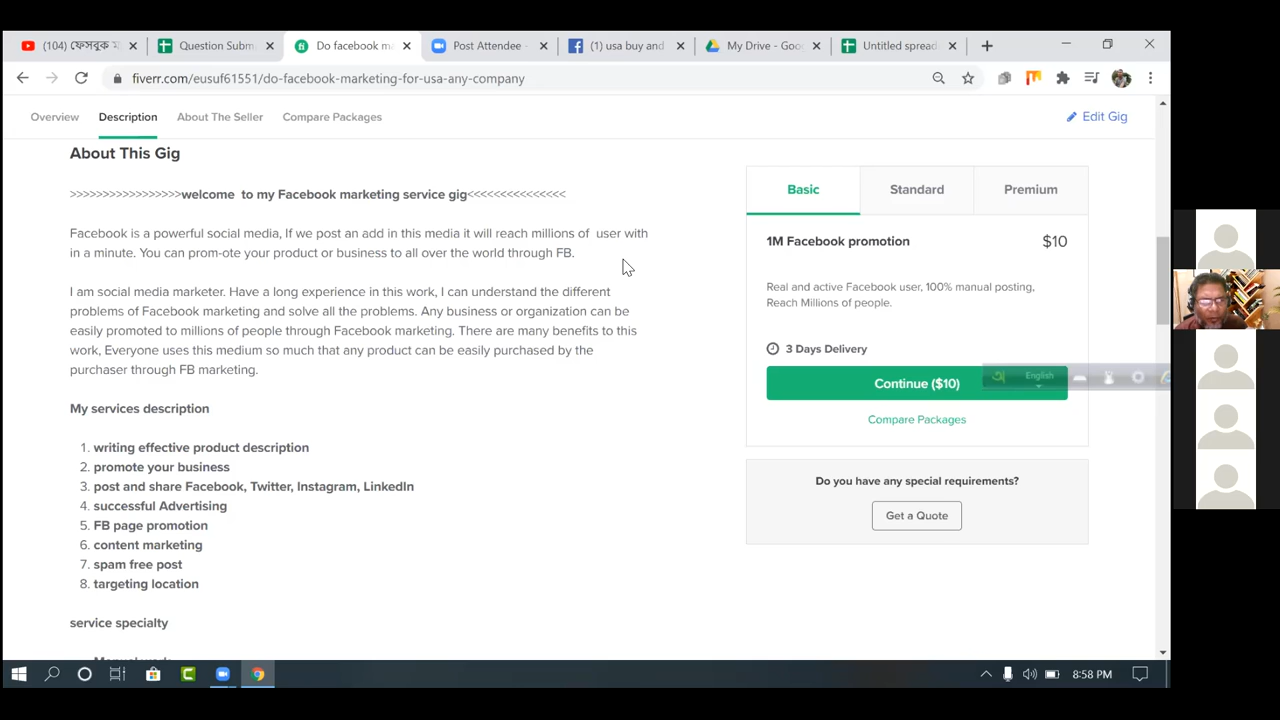 (104) ফেসবুক ম
Question Subm
Do facebook ma
Post Attendee -
(1) usa buy and
My Drive - Goo
Untitled spread
fiverr.com/eusuf61551/do-facebook-marketing-for-usa-any-company
Overview
Description
About The Seller
Compare Packages
Edit Gig
About This Gig
>>>>>>>>>>>>>>>>>welcome to my Facebook marketing service gig<<<<<<<<<<<<<<<
Facebook is a powerful social media, If we post an add in this media it will reach millions of user with
in a minute. You can prom-ote your product or business to all over the world through FB.
I am social media marketer. Have a long experience in this work, I can understand the different
problems of Facebook marketing and solve all the problems. Any business or organization can be
easily promoted to millions of people through Facebook marketing. There are many benefits to this
work, Everyone uses this medium so much that any product can be easily purchased by the
purchaser through FB marketing.
My services description
1. writing effective product description
2. promote your business
3. post and share Facebook, Twitter, Instagram, LinkedIn
4. successful Advertising
5. FB page promotion
6. content marketing
7. spam free post
8. targeting location
service specialty
Basic
Standard
Premium
1M Facebook promotion
$10
Real and active Facebook user, 100% manual posting,
Reach Millions of people.
3 Days Delivery
Continue ($10)
অ
English
Compare Packages
Do you have any special requirements?
Get a Quote
8:58 PM